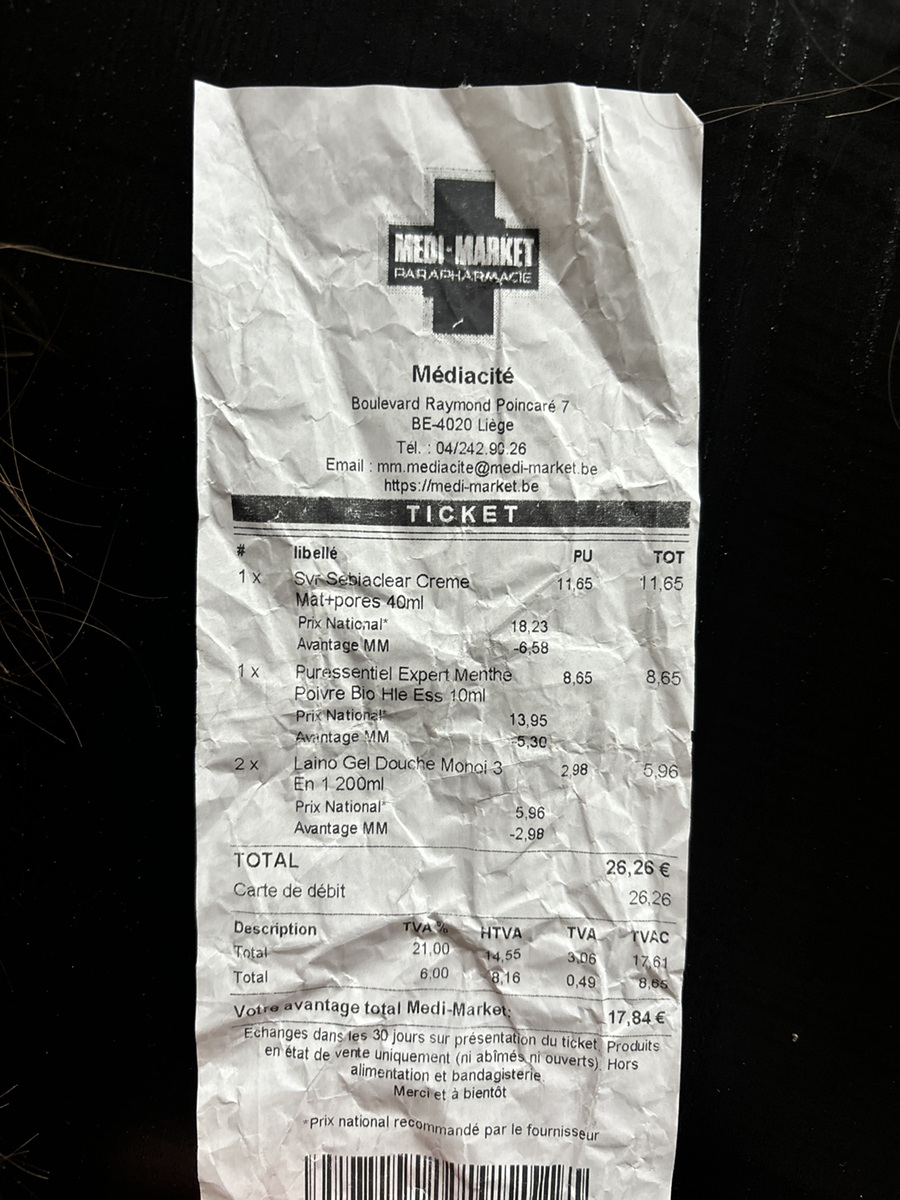 MEDI-MARKET
PARAPHARMACIE
Médiacité
Boulevard Raymond Poincaré 7
BE-4020 Liège
Tél. : 04/242.90.26
Email : mm.mediacite@medi-market.be
https://medi-market.be
TICKET
# libellé PU TOT
1 x Svr Sebiaclear Creme 11,65 11,65
Mat+pores 40ml
Prix National* 18,23
Avantage MM -6,58
1 x Puressentiel Expert Menthe 8,65 8,65
Poivre Bio Hle Ess 10ml
Prix National* 13,95
Avantage MM -5,30
2 x Laino Gel Douche Monoi 3 2,98 5,96
En 1 200ml
Prix National* 5,96
Avantage MM -2,98
TOTAL 26,26 €
Carte de débit 26,26
Description TVA % HTVA TVA TVAC
Total 21,00 14,55 3,06 17,61
Total 6,00 8,16 0,49 8,65
Votre avantage total Medi-Market: 17,84 €
Echanges dans les 30 jours sur présentation du ticket Produits
en état de vente uniquement (ni abîmés ni ouverts). Hors
alimentation et bandagisterie.
Merci et à bientôt
*Prix national recommandé par le fournisseur